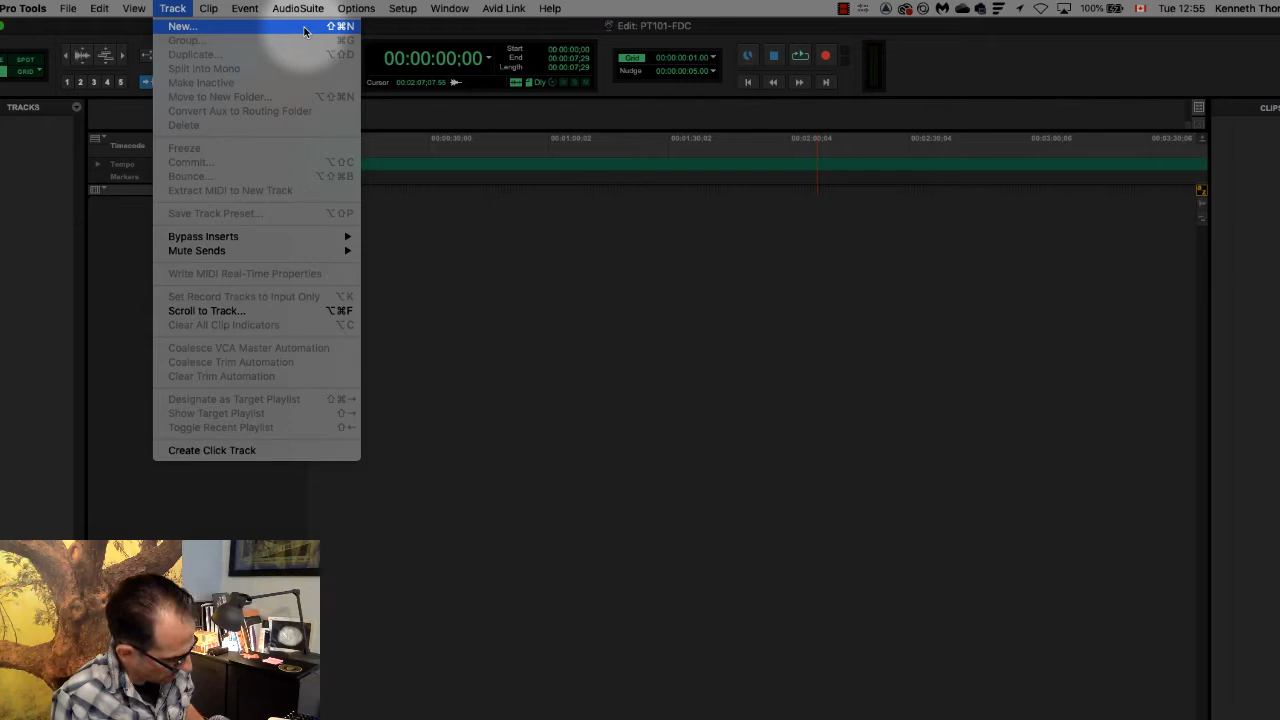 Pro Tools File Edit View Track Clip Event AudioSuite Options Setup Window Avid Link Help 100% Tue 12:55 Kenneth Thom
Edit: PT101-FDC
New... ⇧⌘N
Group... ⌘G
Duplicate... ⌥⇧D
Split into Mono
Make Inactive
Move to New Folder... ⌥⇧⌘N
Convert Aux to Routing Folder
Delete
Freeze
Commit... ⌥⇧C
Bounce... ⌥⇧⌘B
Extract MIDI to New Track
Save Track Preset... ⌥⇧P
Bypass Inserts
Mute Sends
Write MIDI Real-Time Properties
Set Record Tracks to Input Only ⌥K
Scroll to Track... ⌥⌘F
Clear All Clip Indicators ⌥C
Coalesce VCA Master Automation
Coalesce Trim Automation
Clear Trim Automation
Designate as Target Playlist ⇧⌘→
Show Target Playlist ⇧→
Toggle Recent Playlist ⇧←
Create Click Track
SPOT
GRID
1 2 3 4 5
00:00:00;00
Start 00:00:00;00
End 00:00:07;29
Length 00:00:07;29
Cursor 00:02:07;07.55
Dly
Grid 00:00:00;01.00
Nudge 00:00:00;05.00
TRACKS
CLIPS
Timecode 00:00:30;00 00:01:00;02 00:01:30;02 00:02:00;04 00:02:30;04 00:03:00;06 00:03:30;06
Tempo
Markers